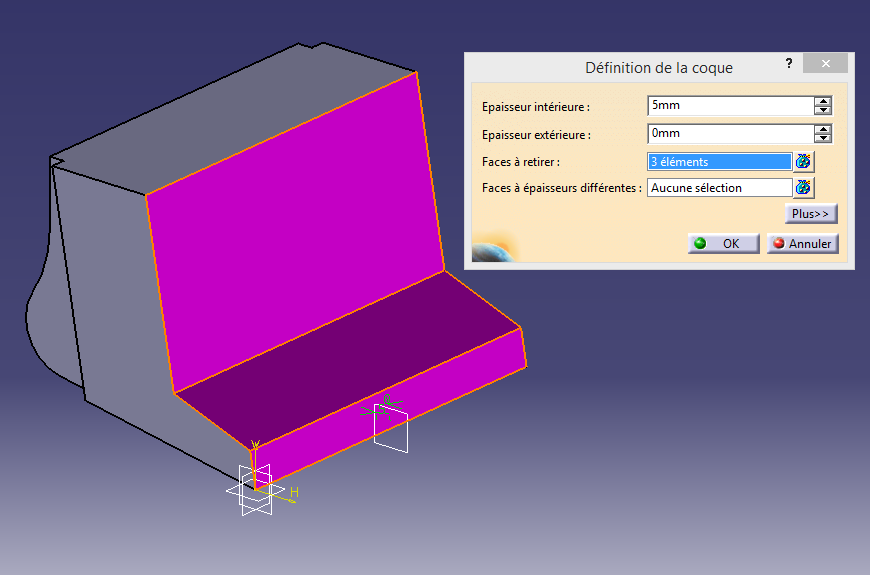 Définition de la coque
?
Epaisseur intérieure :
5mm
Epaisseur extérieure :
0mm
Faces à retirer :
3 éléments
Faces à épaisseurs différentes :
Aucune sélection
Plus>>
OK
Annuler
V
H